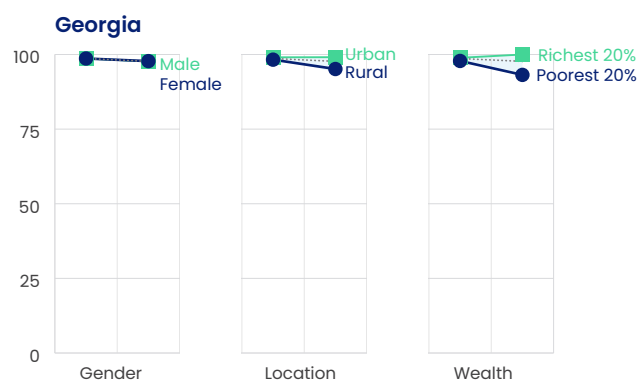 Georgia
100
75
50
25
0
Male
Female
Urban
Rural
Richest 20%
Poorest 20%
Gender
Location
Wealth